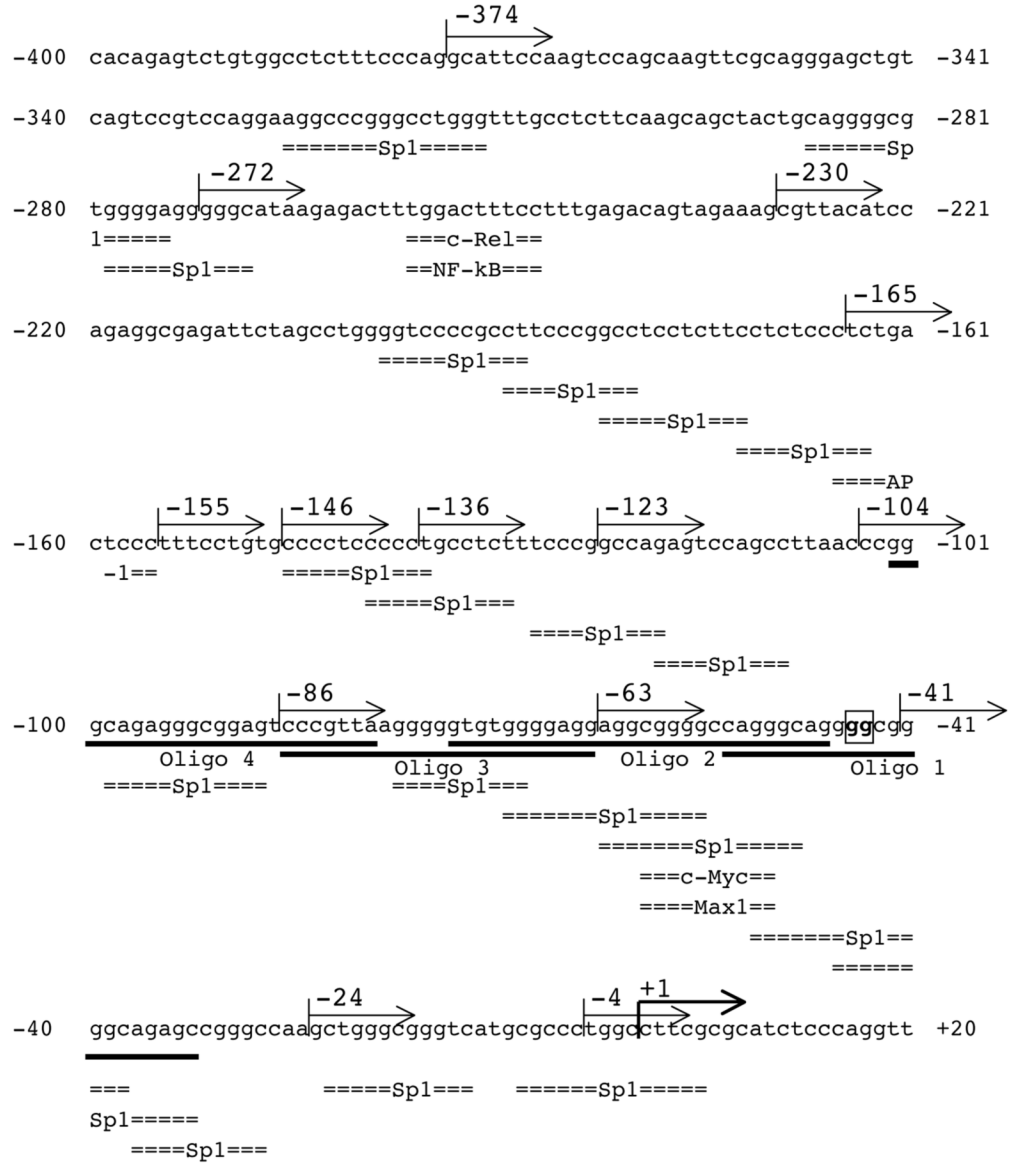 -374
-400 cacagagtctgtggcctctttcccaggcattccaagtccagcaagttcgcagggagctgt -341
-340 cagtccgtccaggaaggcccgggcctgggtttgcctcttcaagcagctactgcaggggcg -281
=======Sp1===== ======Sp
-272 -230
-280 tggggagggggcataagagactttggactttcctttgagacagtagaaagcgttacatcc -221
1===== ===c-Rel==
=====Sp1=== ==NF-kB===
-165
-220 agaggcgagattctagcctggggtccccgccttcccggcctcctcttcctctccctctga -161
=====Sp1===
====Sp1===
=====Sp1===
====Sp1===
====AP
-155 -146 -136 -123 -104
-160 ctccctttcctgtgcccctccccctgcctctttcccggccagagtccagccttaacccgg -101
-1== =====Sp1===
=====Sp1===
====Sp1===
====Sp1===
-86 -63 -41
-100 gcagagggcggagtcccgttaagggggtgtggggaggaggcggggccagggcaggggcgg -41
Oligo 4 Oligo 3 Oligo 2 Oligo 1
=====Sp1==== ====Sp1===
=======Sp1=====
=======Sp1=====
===c-Myc==
====Max1==
=======Sp1==
======
-24 -4 +1
-40 ggcagagccgggccaagctgggcgggtcatgcgccctggccttcgcgcatctcccaggtt +20
=== =====Sp1=== ======Sp1=====
Sp1=====
====Sp1===